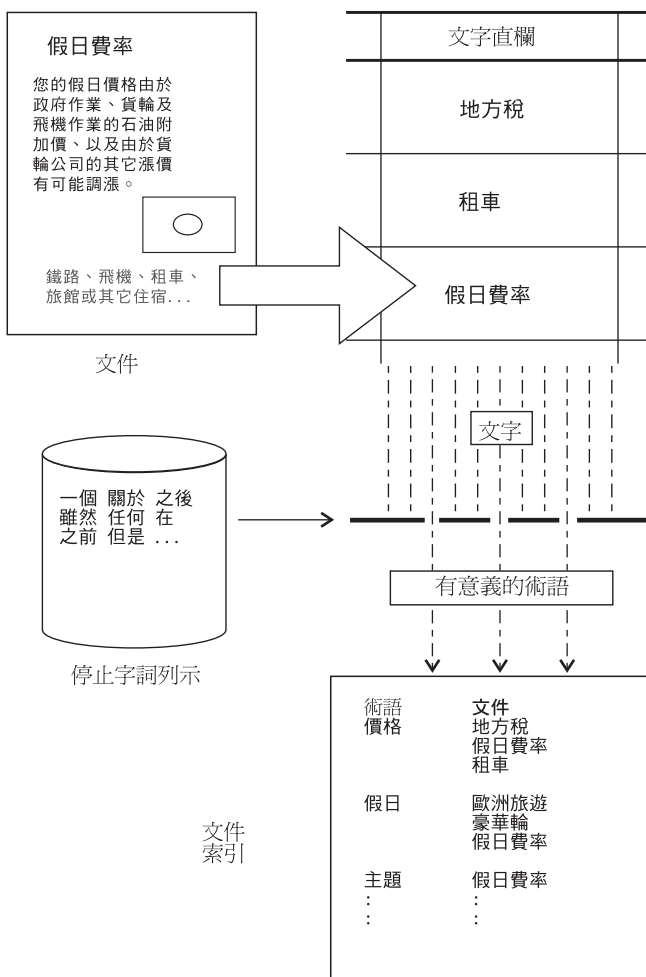 假日費率
您的假日價格由於
政府作業、貨輪及
飛機作業的石油附
加價、以及由於貨
輪公司的其它漲價
有可能調漲。
鐵路、飛機、租車、
旅館或其它住宿...
文件
文字直欄
地方稅
租車
假日費率
文字
一個 關於 之後
雖然 任何 在
之前 但是 ...
停止字詞列示
有意義的術語
術語 文件
價格 地方稅
假日費率
租車
假日 歐洲旅遊
豪華輪
假日費率
主題 假日費率
: :
: :
文件
索引